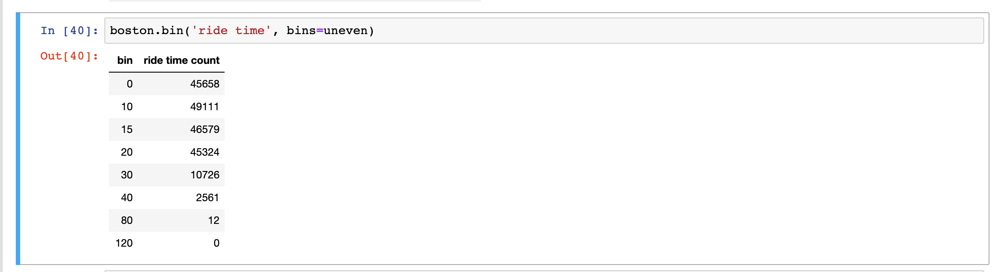 In [40]: boston.bin('ride time', bins=uneven)
Out[40]:
bin ride time count
0 45658
10 49111
15 46579
20 45324
30 10726
40 2561
80 12
120 0